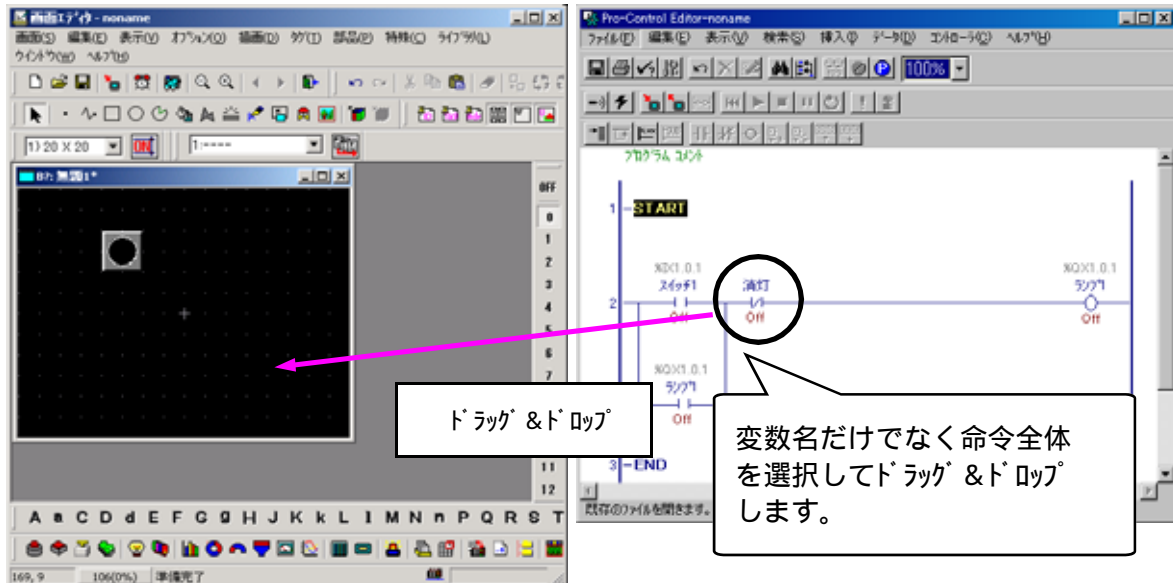 画面ｴﾃﾞｨﾀ - noname
画面(S) 編集(E) 表示(V) ｵﾌﾟｼｮﾝ(O) 描画(D) ﾀｸﾞ(T) 部品(P) 特殊(C) ﾗｲﾌﾞﾗﾘ(L)
ｳｲﾝﾄﾞｳ(W) ﾍﾙﾌﾟ(H)
1) 20 X 20
1:----
B7: 無題1*
OFF
0
1
2
3
4
5
6
7
11
12
A a C D d E F G g H J K k L l M N n P Q R S T
169, 9 106(0%) 準備完了
Pro-Control Editor-noname
ﾌｧｲﾙ(F) 編集(E) 表示(V) 検索(S) 挿入(I) ﾃﾞｰﾀ(D) ｺﾝﾄﾛｰﾗ(C) ﾍﾙﾌﾟ(H)
100%
ﾌﾟﾛｸﾞﾗﾑ ｺﾒﾝﾄ
1 START
%IX1.0.1
ｽｲｯﾁ1
Off
消灯
Off
%QX1.0.1
ﾗﾝﾌﾟ1
Off
2
%QX1.0.1
ﾗﾝﾌﾟ1
Off
3 END
既存のﾌｧｲﾙを開きます。
ﾄﾞﾗｯｸﾞ&ﾄﾞﾛｯﾌﾟ
変数名だけでなく命令全体
を選択してﾄﾞﾗｯｸﾞ&ﾄﾞﾛｯﾌﾟ
します。